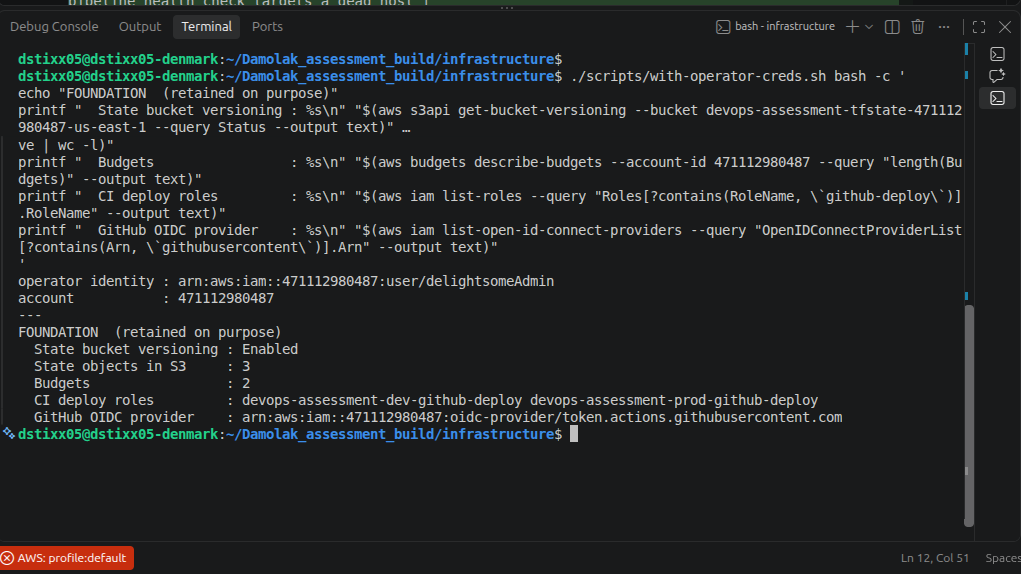 pipeline health check targets a dead host
Debug Console Output Terminal Ports
bash - infrastructure
dstixx05@dstixx05-denmark:~/Damolak_assessment_build/infrastructure$
dstixx05@dstixx05-denmark:~/Damolak_assessment_build/infrastructure$ ./scripts/with-operator-creds.sh bash -c '
echo "FOUNDATION  (retained on purpose)"
printf "  State bucket versioning : %s\n" "$(aws s3api get-bucket-versioning --bucket devops-assessment-tfstate-471112
980487-us-east-1 --query Status --output text)" …
ve | wc -l)"
printf "  Budgets                 : %s\n" "$(aws budgets describe-budgets --account-id 471112980487 --query "length(Bu
dgets)" --output text)"
printf "  CI deploy roles         : %s\n" "$(aws iam list-roles --query "Roles[?contains(RoleName, \`github-deploy\`)]
.RoleName" --output text)"
printf "  GitHub OIDC provider    : %s\n" "$(aws iam list-open-id-connect-providers --query "OpenIDConnectProviderList
[?contains(Arn, \`githubusercontent\`)].Arn" --output text)"
'
operator identity : arn:aws:iam::471112980487:user/delightsomeAdmin
account           : 471112980487
---
FOUNDATION  (retained on purpose)
  State bucket versioning : Enabled
  State objects in S3     : 3
  Budgets                 : 2
  CI deploy roles         : devops-assessment-dev-github-deploy devops-assessment-prod-github-deploy
  GitHub OIDC provider    : arn:aws:iam::471112980487:oidc-provider/token.actions.githubusercontent.com
dstixx05@dstixx05-denmark:~/Damolak_assessment_build/infrastructure$
AWS: profile:default
Ln 12, Col 51 Spaces